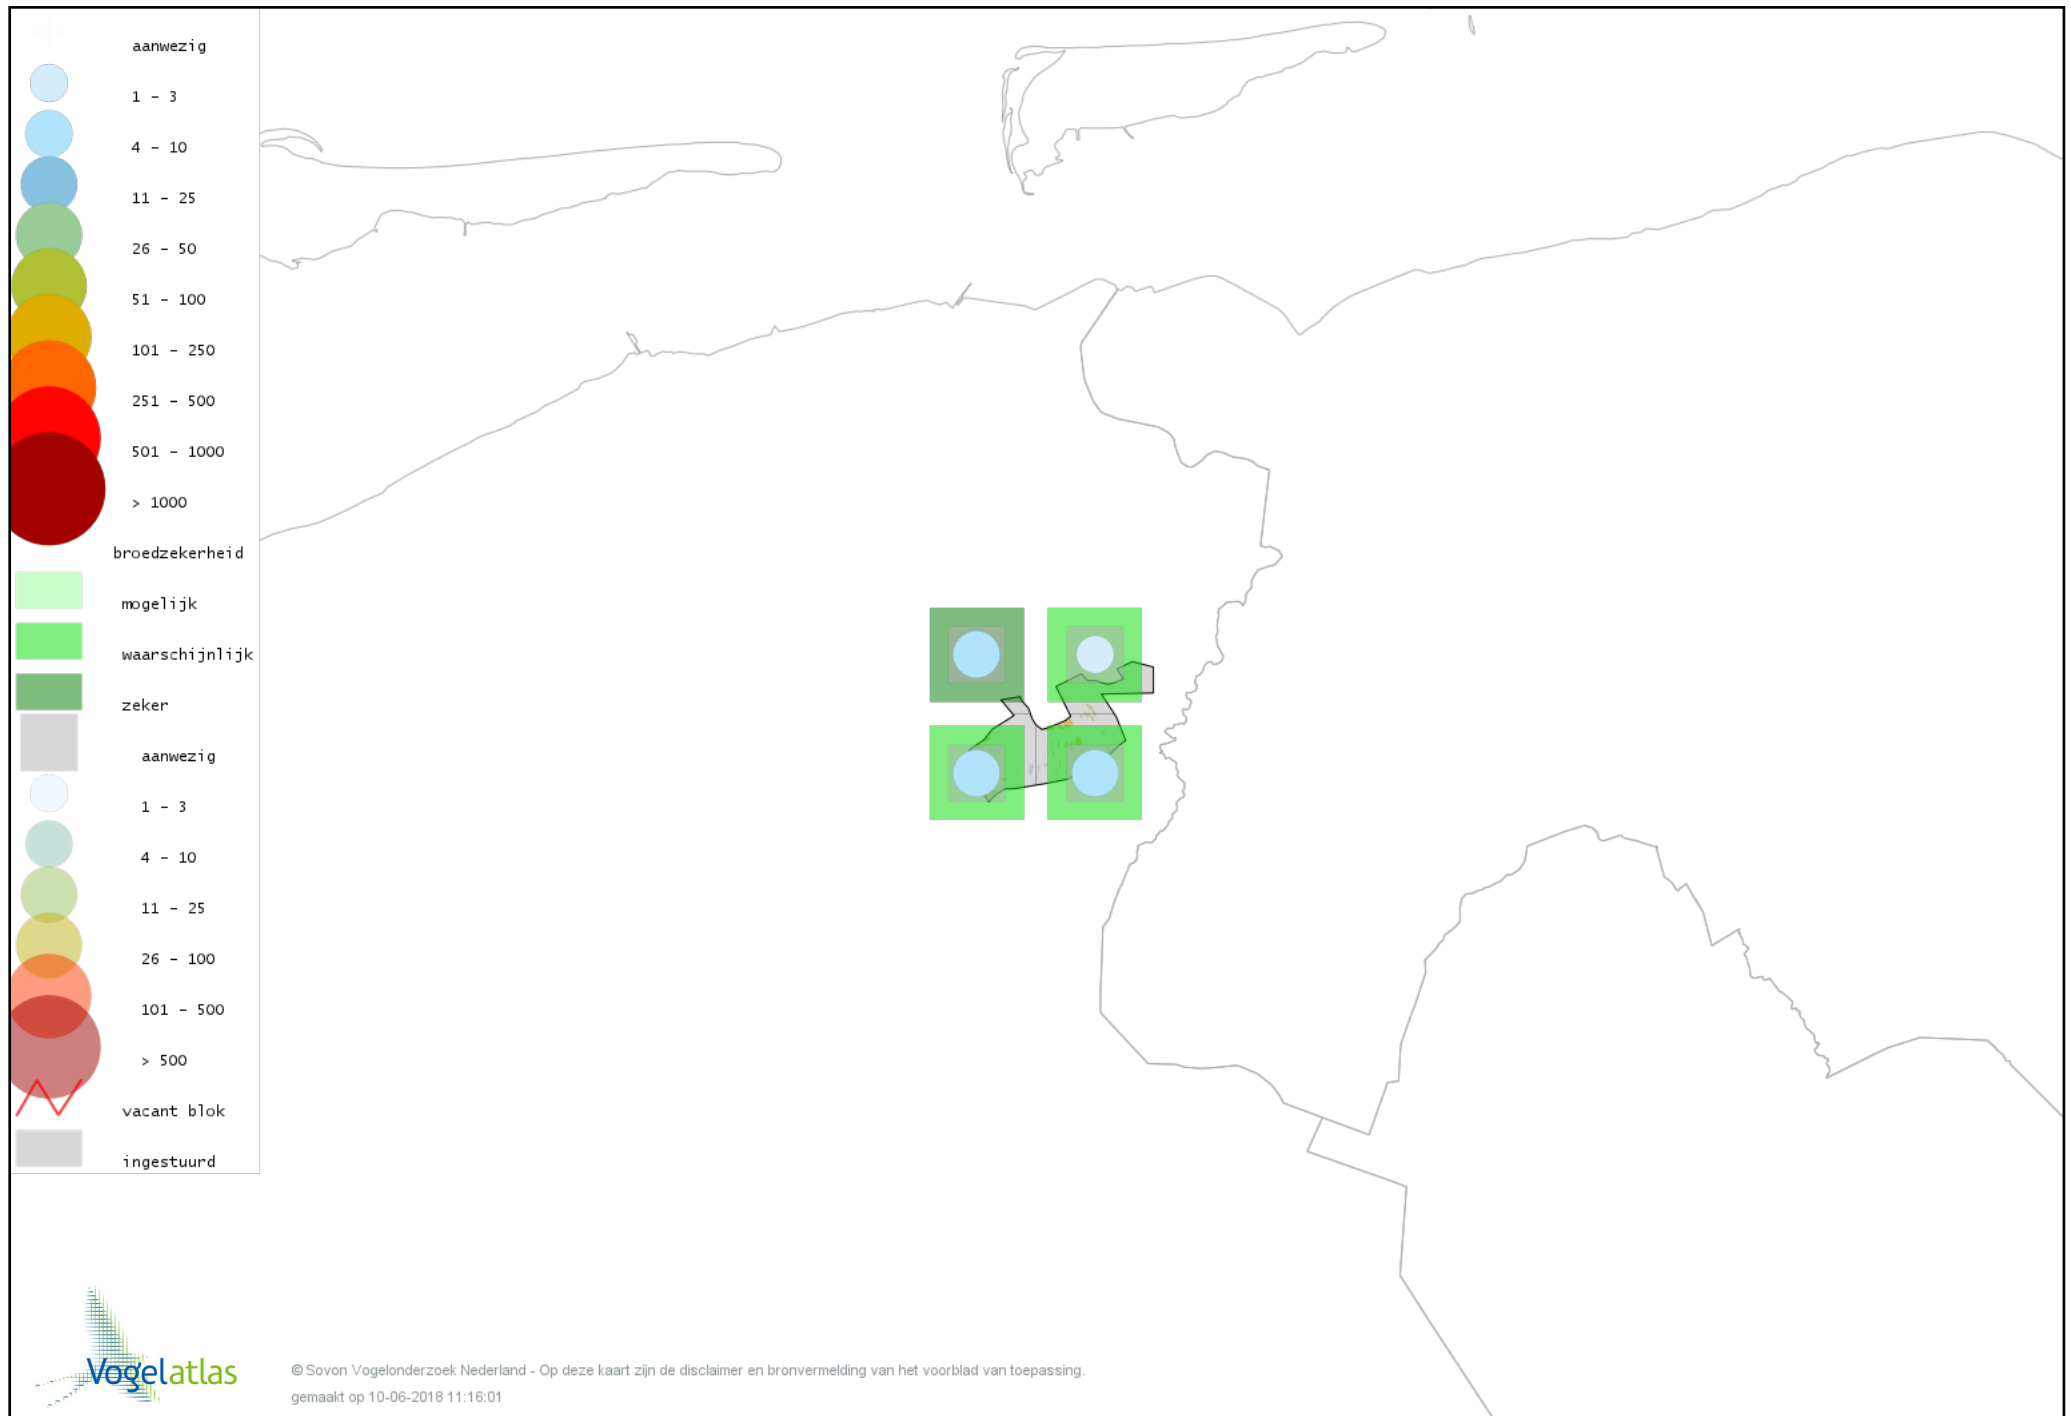 aanwezig
1 - 3
4 - 10
11 - 25
26 - 50
51 - 100
101 - 250
251 - 500
501 - 1000
> 1000
broedzekerheid
mogelijk
waarschijnlijk
zeker
aanwezig
1 - 3
4 - 10
11 - 25
26 - 100
101 - 500
> 500
vacant blok
ingestuurd
Vogelatlas
© Sovon Vogelonderzoek Nederland - Op deze kaart zijn de disclaimer en bronvermelding van het voorblad van toepassing.
gemaakt op 10-06-2018 11:16:01